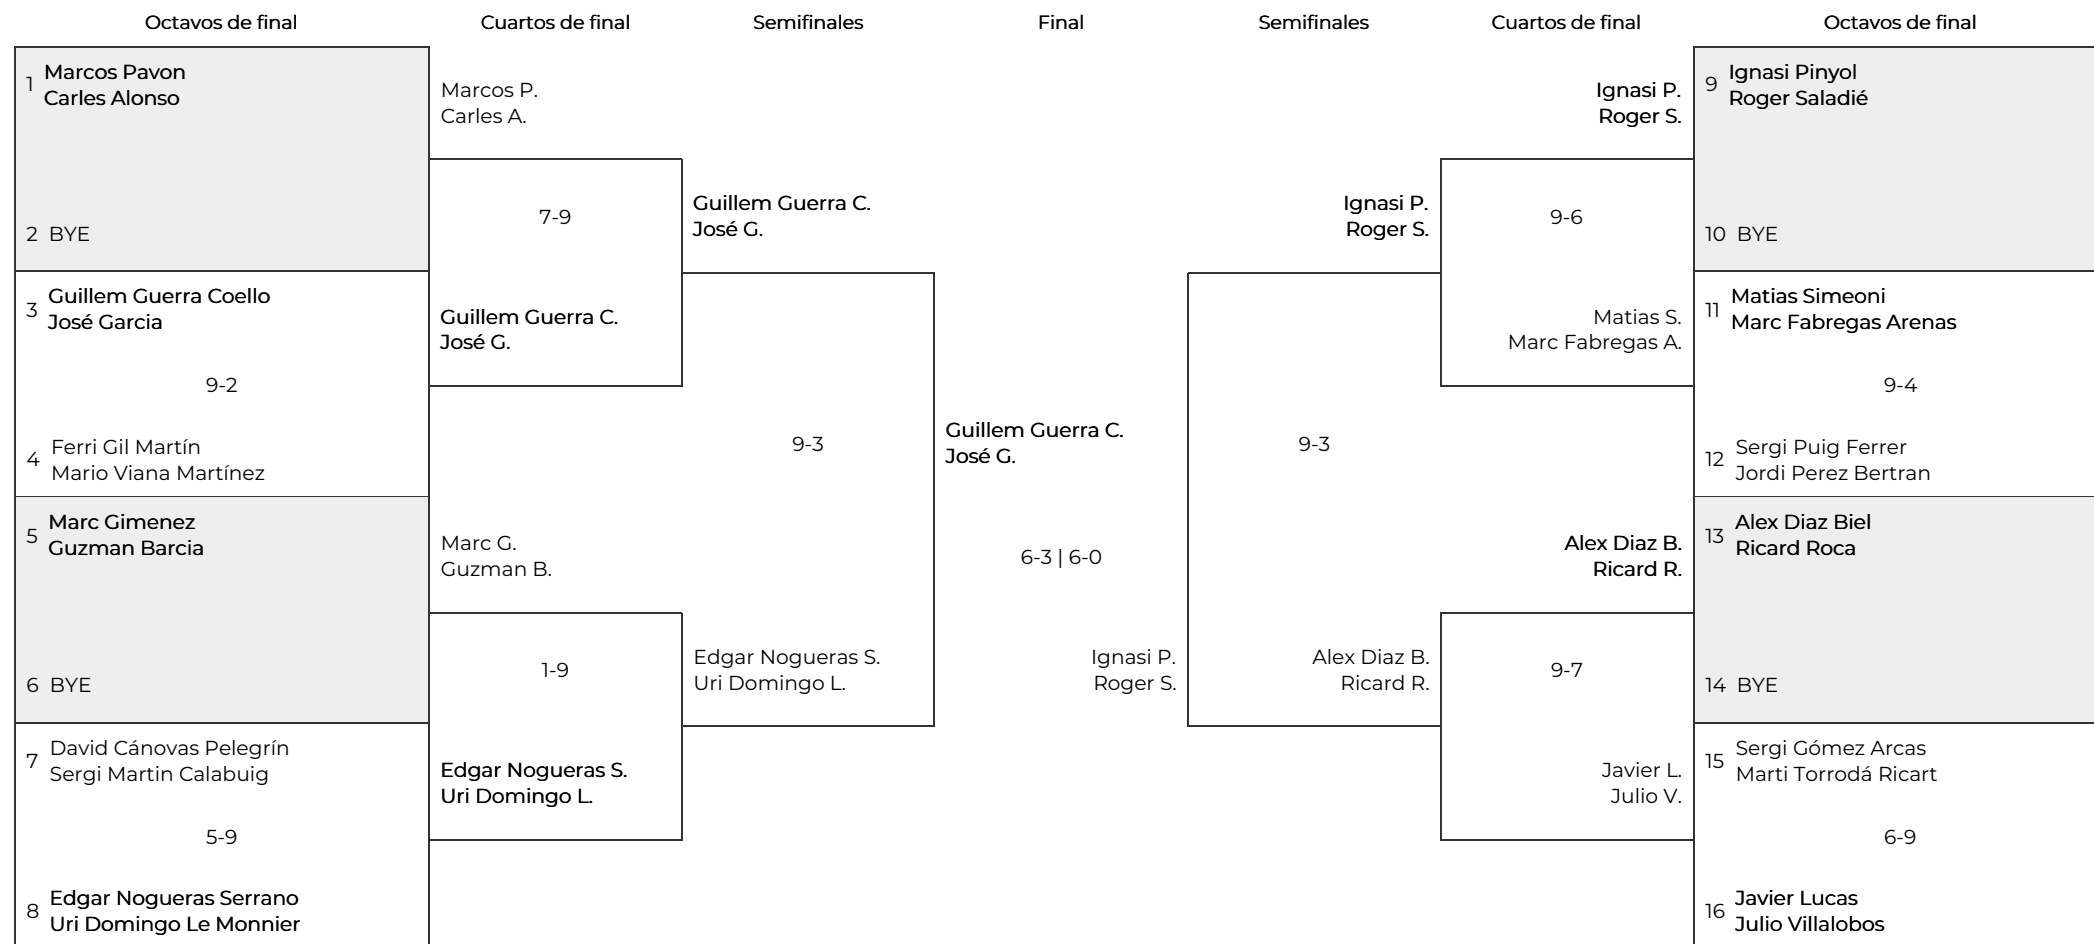 Octavos de final
Cuartos de final
Semifinales
Final
Semifinales
Cuartos de final
Octavos de final
1
Marcos Pavon
Carles Alonso
2 BYE
3
Guillem Guerra Coello
José Garcia
9-2
4
Ferri Gil Martín
Mario Viana Martínez
5
Marc Gimenez
Guzman Barcia
6 BYE
7
David Cánovas Pelegrín
Sergi Martin Calabuig
5-9
8
Edgar Nogueras Serrano
Uri Domingo Le Monnier
Marcos P.
Carles A.
7-9
Guillem Guerra C.
José G.
Marc G.
Guzman B.
1-9
Edgar Nogueras S.
Uri Domingo L.
Guillem Guerra C.
José G.
9-3
Edgar Nogueras S.
Uri Domingo L.
Guillem Guerra C.
José G.
6-3 | 6-0
Ignasi P.
Roger S.
Ignasi P.
Roger S.
9-3
Alex Diaz B.
Ricard R.
Ignasi P.
Roger S.
9-6
Matias S.
Marc Fabregas A.
Alex Diaz B.
Ricard R.
9-7
Javier L.
Julio V.
9
Ignasi Pinyol
Roger Saladié
10 BYE
11
Matias Simeoni
Marc Fabregas Arenas
9-4
12
Sergi Puig Ferrer
Jordi Perez Bertran
13
Alex Diaz Biel
Ricard Roca
14 BYE
15
Sergi Gómez Arcas
Marti Torrodá Ricart
6-9
16
Javier Lucas
Julio Villalobos